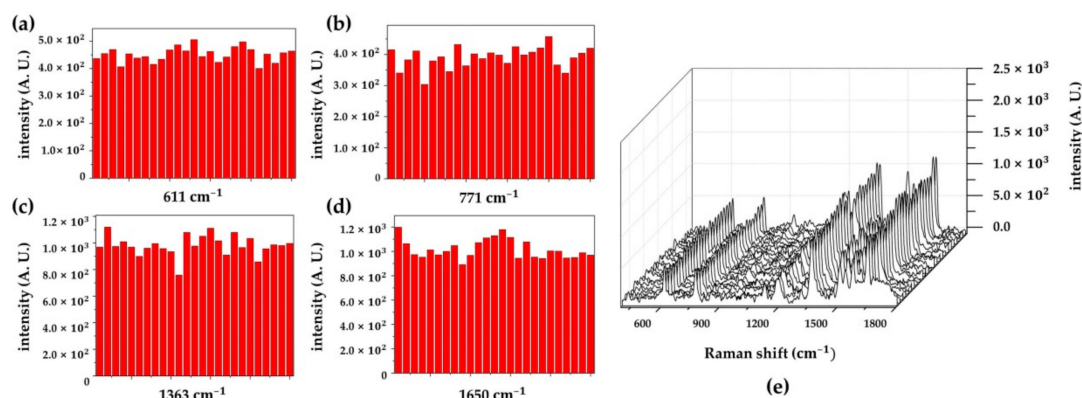 (a)
intensity (A. U.)
5.0 × 10²
4.0 × 10²
3.0 × 10²
2.0 × 10²
1.0 × 10²
0
611 cm⁻¹
(b)
intensity (A. U.)
4.0 × 10²
3.0 × 10²
2.0 × 10²
1.0 × 10²
0
771 cm⁻¹
(c)
intensity (A. U.)
1.2 × 10³
1.0 × 10³
8.0 × 10²
6.0 × 10²
4.0 × 10²
2.0 × 10²
0
1363 cm⁻¹
(d)
intensity (A. U.)
1.2 × 10³
1.0 × 10³
8.0 × 10²
6.0 × 10²
4.0 × 10²
2.0 × 10²
0
1650 cm⁻¹
2.5 × 10³
2.0 × 10³
1.5 × 10³
1.0 × 10³
5.0 × 10²
0.0
intensity (A. U.)
600 900 1200 1500 1800
Raman shift (cm⁻¹)
(e)